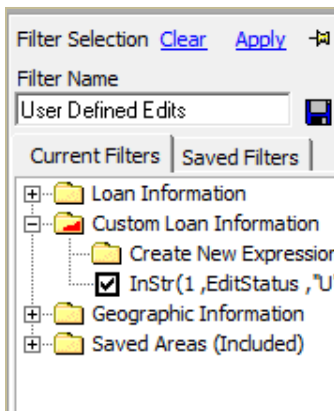 Filter Selection Clear Apply
Filter Name
User Defined Edits
Current Filters Saved Filters
Loan Information
Custom Loan Information
Create New Expression
InStr(1 ,EditStatus ,"U
Geographic Information
Saved Areas (Included)